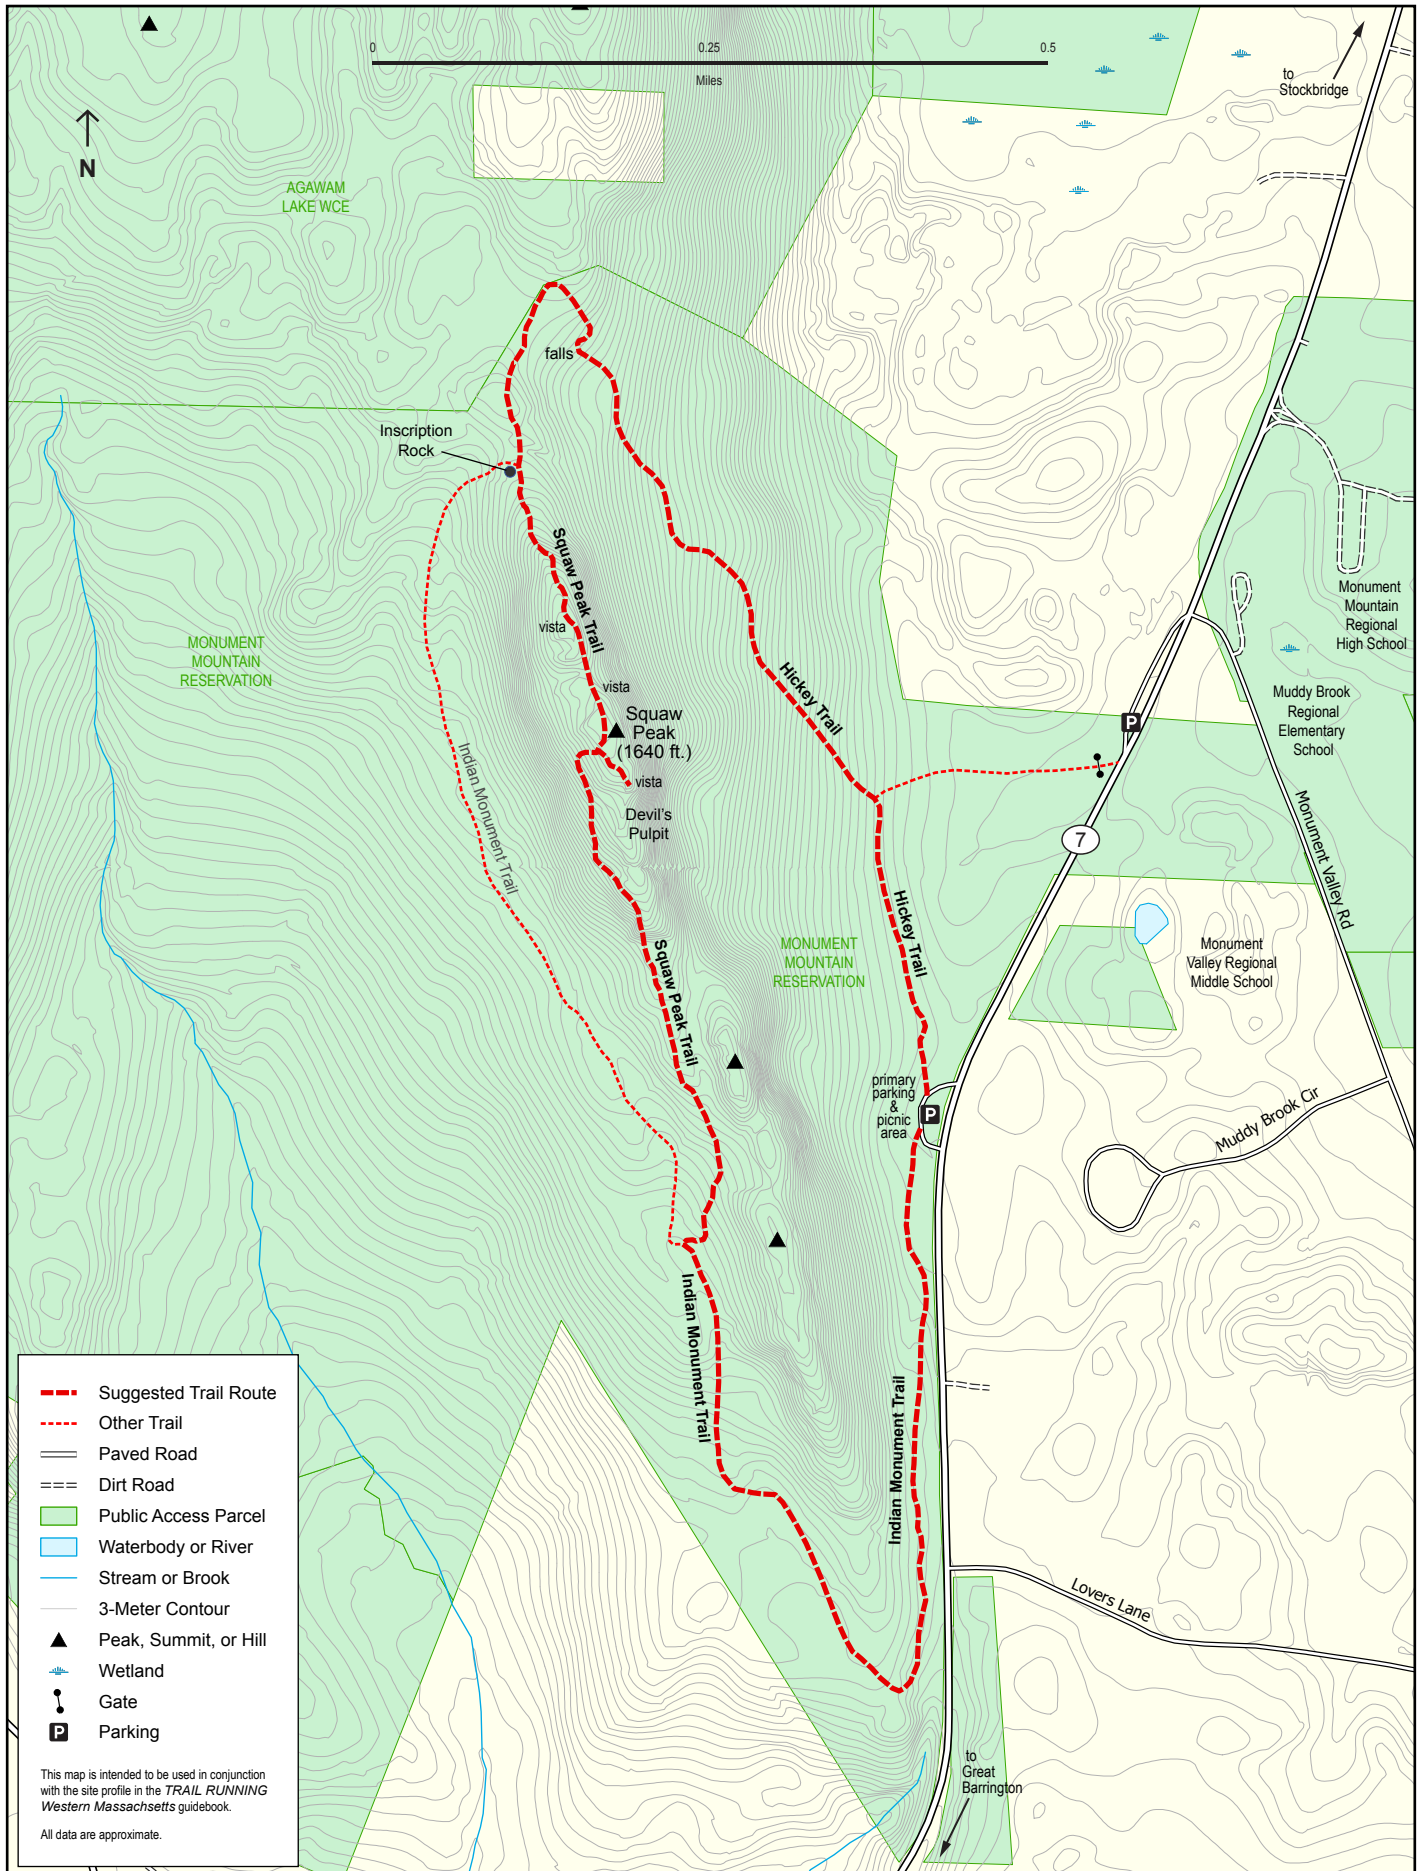 0
0.25
0.5
Miles
to
Stockbridge
N
AGAWAM
LAKE WCE
falls
Inscription
Rock
Squaw Peak Trail
vista
vista
Squaw
Peak
(1640 ft.)
vista
Devil's
Pulpit
Hickey Trail
P
7
Monument
Mountain
Regional
High School
Muddy Brook
Regional
Elementary
School
Monument Valley Rd
MONUMENT
MOUNTAIN
RESERVATION
Indian Monument Trail
Hickey Trail
Squaw Peak Trail
MONUMENT
MOUNTAIN
RESERVATION
Monument
Valley Regional
Middle School
primary
parking
&
picnic
area
P
Muddy Brook Cir
Indian Monument Trail
Indian Monument Trail
Lovers Lane
to
Great
Barrington
Suggested Trail Route
Other Trail
Paved Road
Dirt Road
Public Access Parcel
Waterbody or River
Stream or Brook
3-Meter Contour
Peak, Summit, or Hill
Wetland
Gate
P Parking
This map is intended to be used in conjunction
with the site profile in the TRAIL RUNNING
Western Massachsetts guidebook.
All data are approximate.